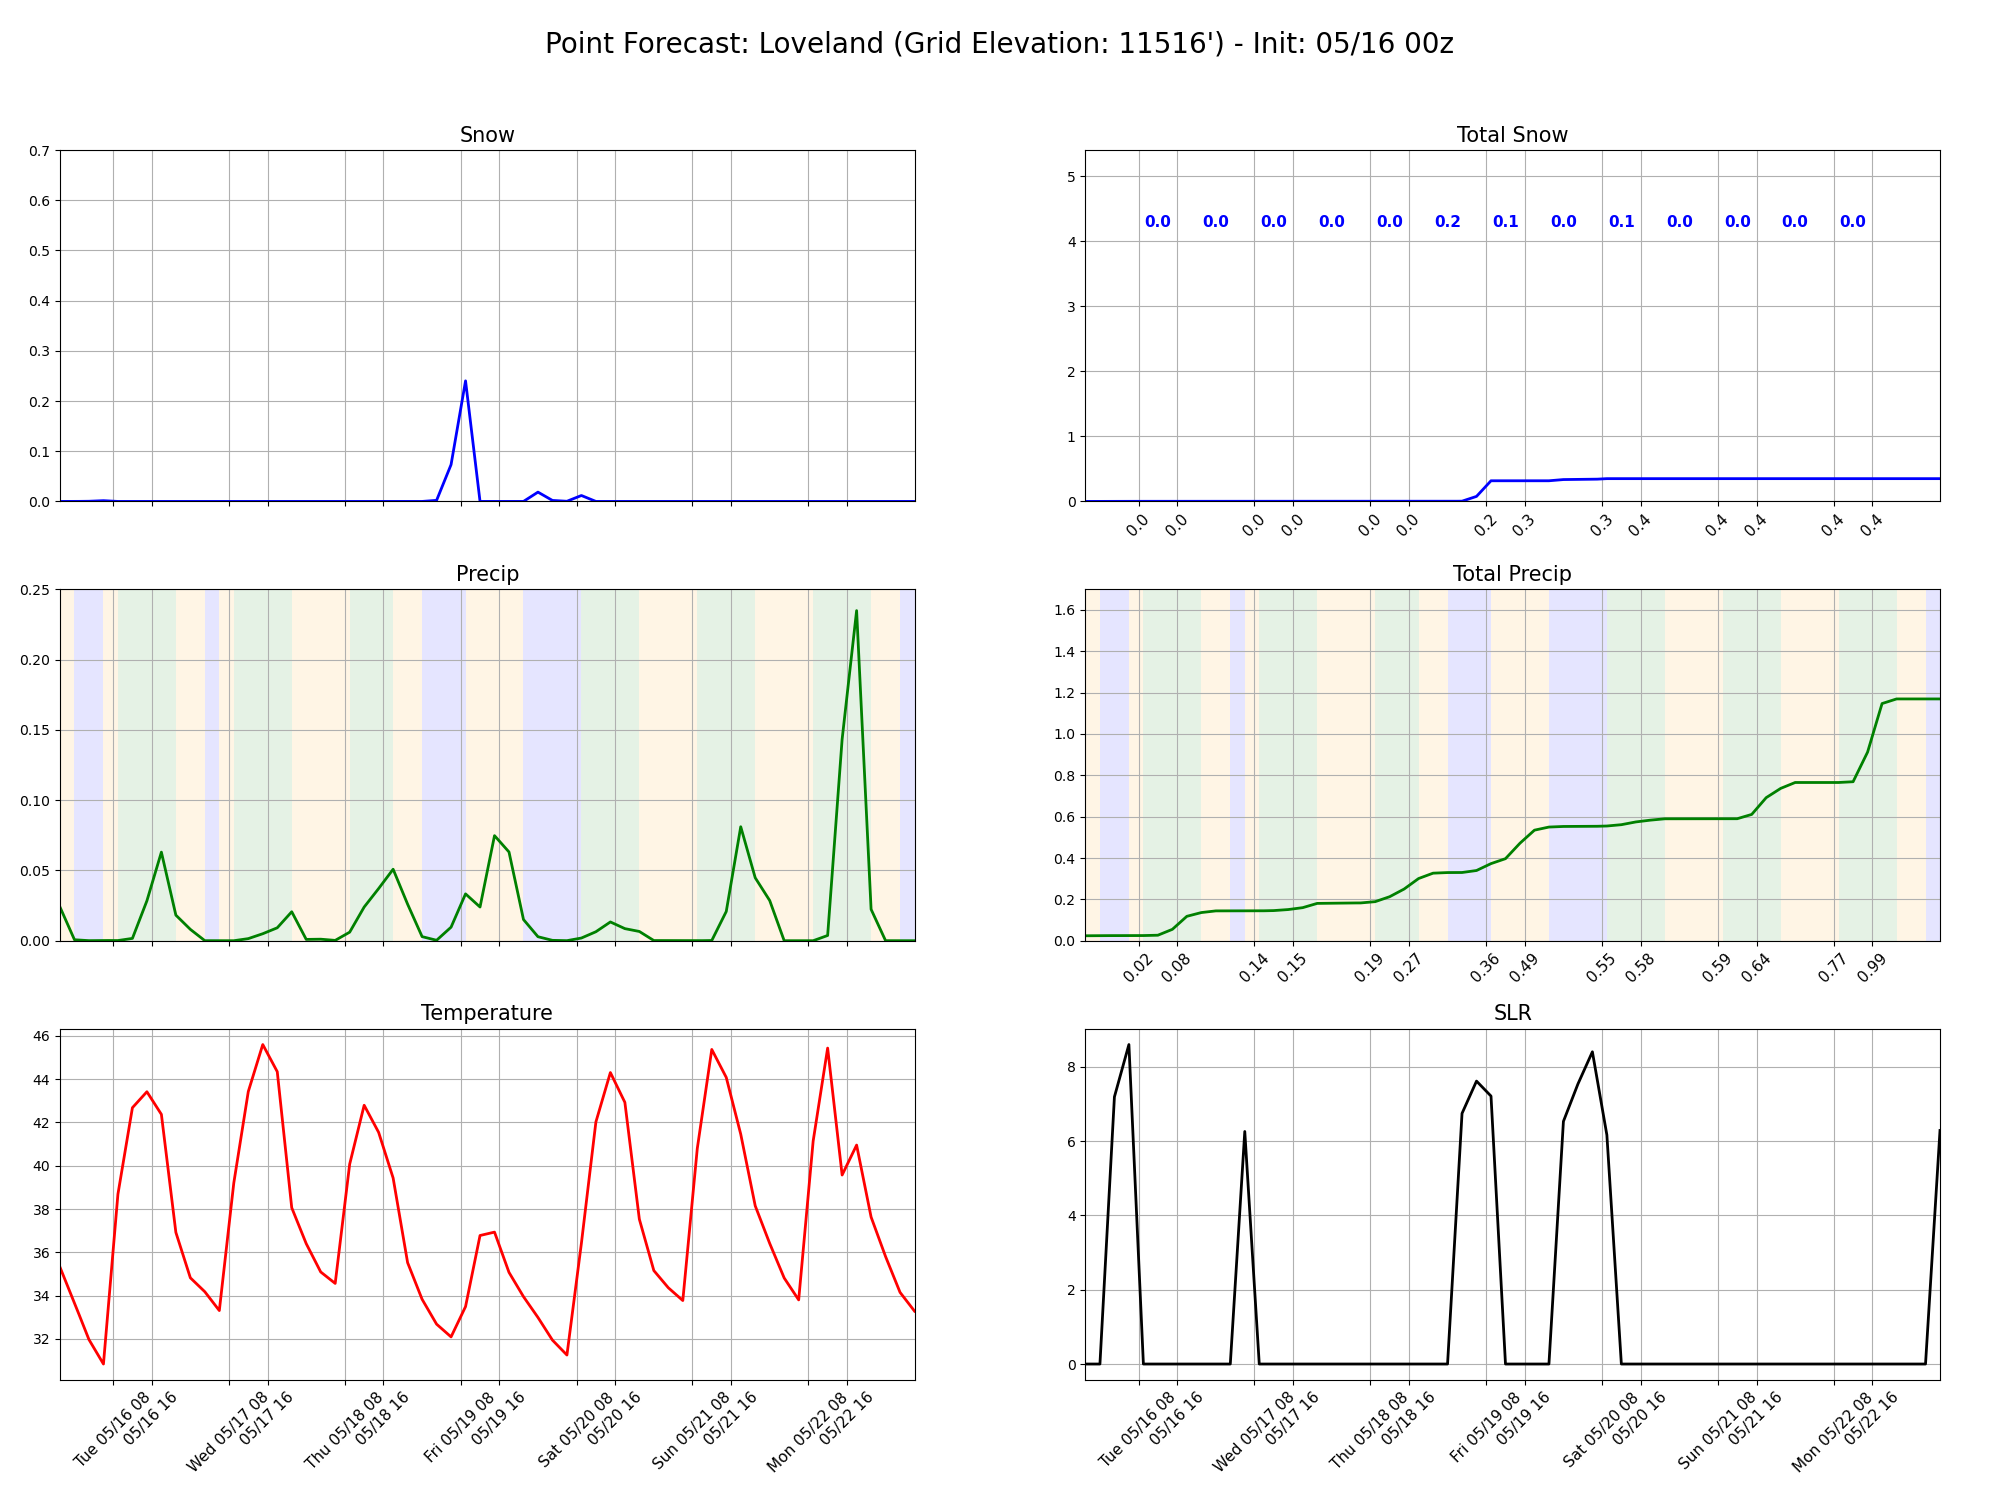 Point Forecast: Loveland (Grid Elevation: 11516') - Init: 05/16 00z
Snow
0.7
0.6
0.5
0.4
0.3
0.2
0.1
0.0
Total Snow
5
4
3
2
1
0
0.0 0.0 0.0 0.0 0.0 0.2 0.1 0.0 0.1 0.0 0.0 0.0 0.0
0.0 0.0 0.0 0.0 0.0 0.0 0.2 0.3 0.3 0.4 0.4 0.4 0.4 0.4
Precip
0.25
0.20
0.15
0.10
0.05
0.00
Total Precip
1.6
1.4
1.2
1.0
0.8
0.6
0.4
0.2
0.0
0.02 0.08 0.14 0.15 0.19 0.27 0.36 0.49 0.55 0.58 0.59 0.64 0.77 0.99
Temperature
46
44
42
40
38
36
34
32
Tue 05/16 08
05/16 16
Wed 05/17 08
05/17 16
Thu 05/18 08
05/18 16
Fri 05/19 08
05/19 16
Sat 05/20 08
05/20 16
Sun 05/21 08
05/21 16
Mon 05/22 08
05/22 16
SLR
8
6
4
2
0
Tue 05/16 08
05/16 16
Wed 05/17 08
05/17 16
Thu 05/18 08
05/18 16
Fri 05/19 08
05/19 16
Sat 05/20 08
05/20 16
Sun 05/21 08
05/21 16
Mon 05/22 08
05/22 16